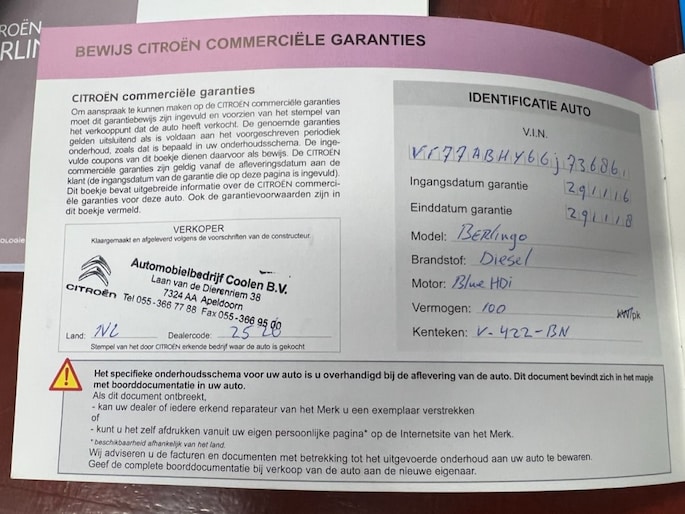 ROËN
BEWIJS CITROËN COMMERCIËLE GARANTIES
CITROËN commerciële garanties
Om aanspraak te kunnen maken op de CITROËN commerciële garanties
moet dit garantiebewijs zijn ingevuld en voorzien van het stempel van
het verkooppunt dat de auto heeft verkocht. De genoemde garanties
gelden uitsluitend als is voldaan aan het voorgeschreven periodiek
onderhoud, zoals dat is bepaald in uw onderhoudsschema. De inge-
vulde coupons van dit boekje dienen daarvoor als bewijs. De CITROËN
commerciële garanties zijn geldig vanaf de afleveringsdatum aan de
klant (de ingangsdatum van de garantie die op deze pagina is ingevuld).
Dit boekje bevat uitgebreide informatie over de CITROËN commerci-
ële garanties voor deze auto. Ook de garantievoorwaarden zijn in
dit boekje vermeld.
VERKOPER
Klaargemaakt en afgeleverd volgens de voorschriften van de constructeur.
CITROËN
Automobielbedrijf Coolen B.V.
Laan van de Dierenriem 38
7324 AA Apeldoorn
Tel 055-366 77 88 Fax 055-366 95 00
Land: NL Dealercode: 25 20
Stempel van het door CITROËN erkende bedrijf waar de auto is gekocht
IDENTIFICATIE AUTO
V.I.N.
VF77ABHY66J736861
Ingangsdatum garantie 291116
Einddatum garantie 291118
Model: BERlingo
Brandstof: Diesel
Motor: Blue HDi
Vermogen: 100 kW/pk
Kenteken: V-422-BN
Het specifieke onderhoudsschema voor uw auto is u overhandigd bij de aflevering van de auto. Dit document bevindt zich in het mapje
met boorddocumentatie in uw auto.
Als dit document ontbreekt,
- kan uw dealer of iedere erkend reparateur van het Merk u een exemplaar verstrekken
of
- kunt u het zelf afdrukken vanuit uw eigen persoonlijke pagina* op de Internetsite van het Merk.
* beschikbaarheid afhankelijk van het land.
Wij adviseren u de facturen en documenten met betrekking tot het uitgevoerde onderhoud aan uw auto te bewaren.
Geef de complete boorddocumentatie bij verkoop van de auto aan de nieuwe eigenaar.